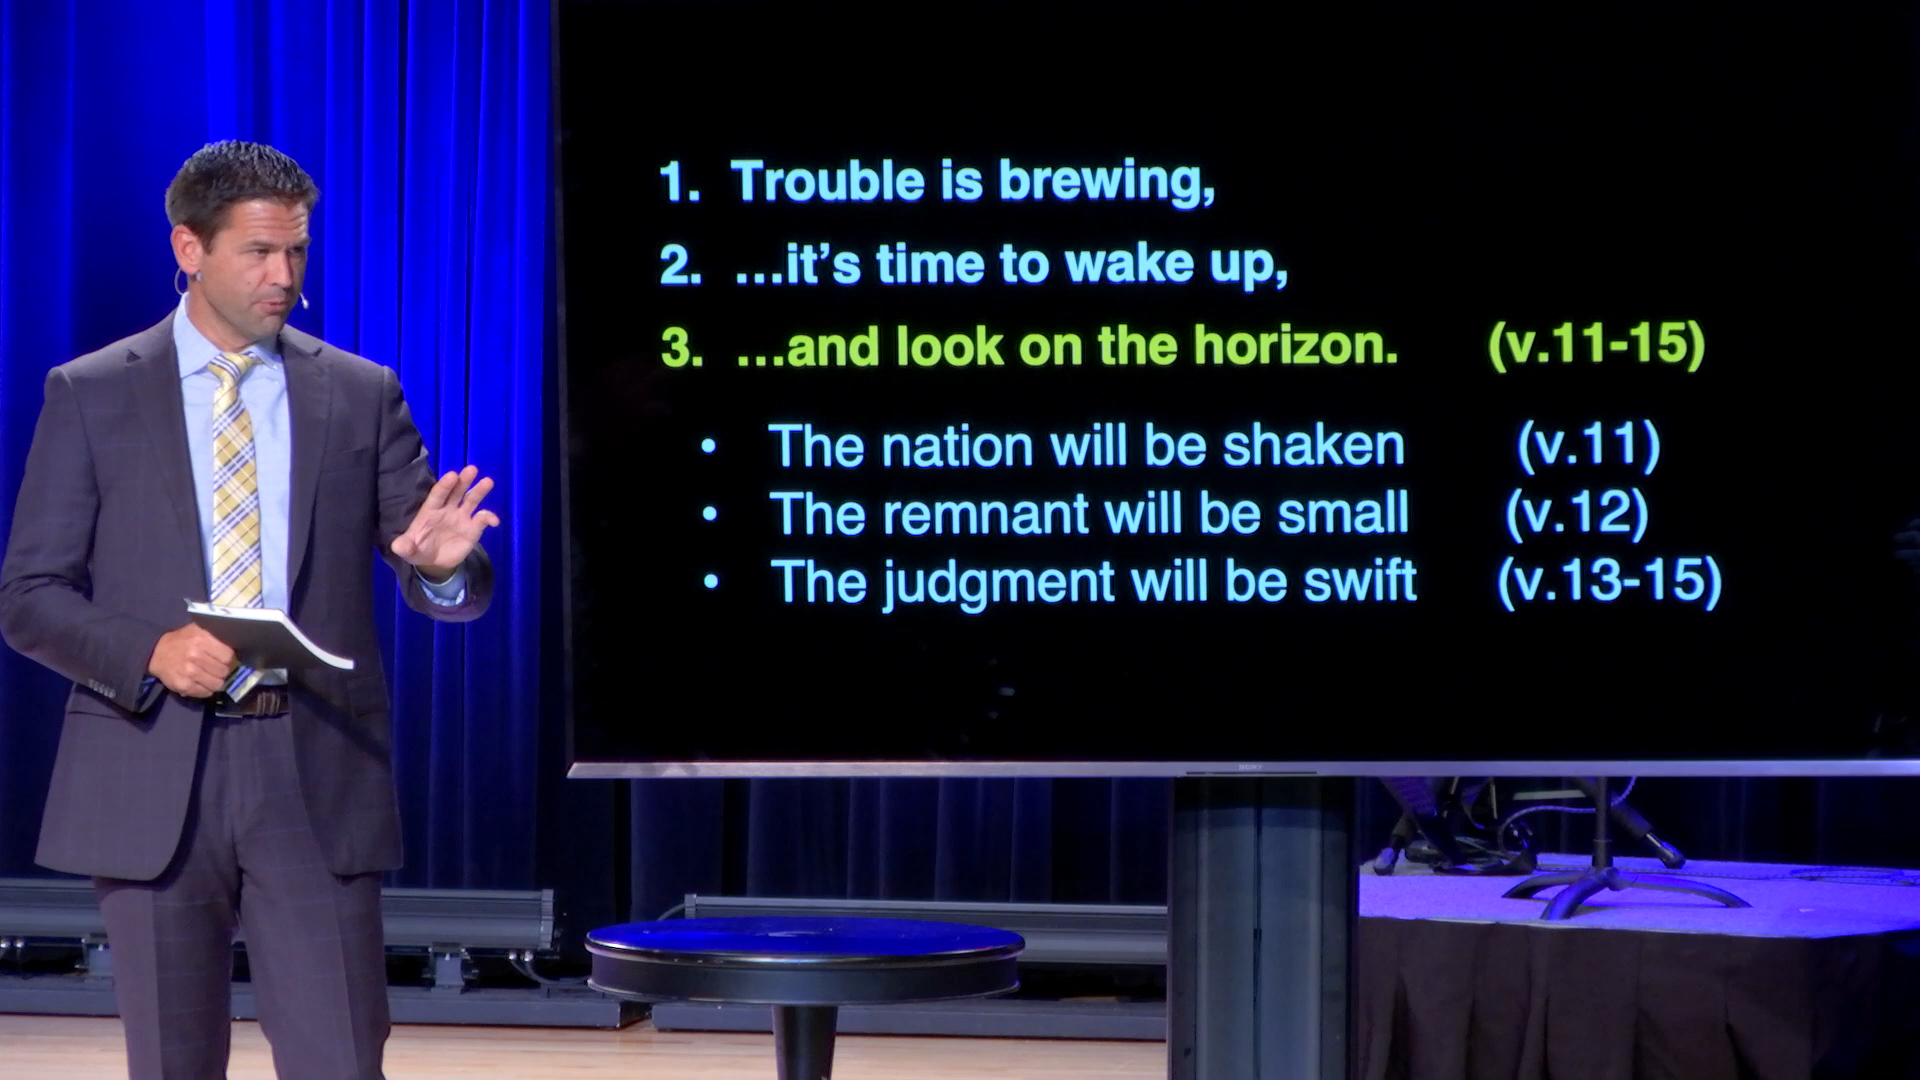 1. Trouble is brewing,
2. …it’s time to wake up,
3. …and look on the horizon. (v.11-15)
• The nation will be shaken (v.11)
• The remnant will be small (v.12)
• The judgment will be swift (v.13-15)
SONY